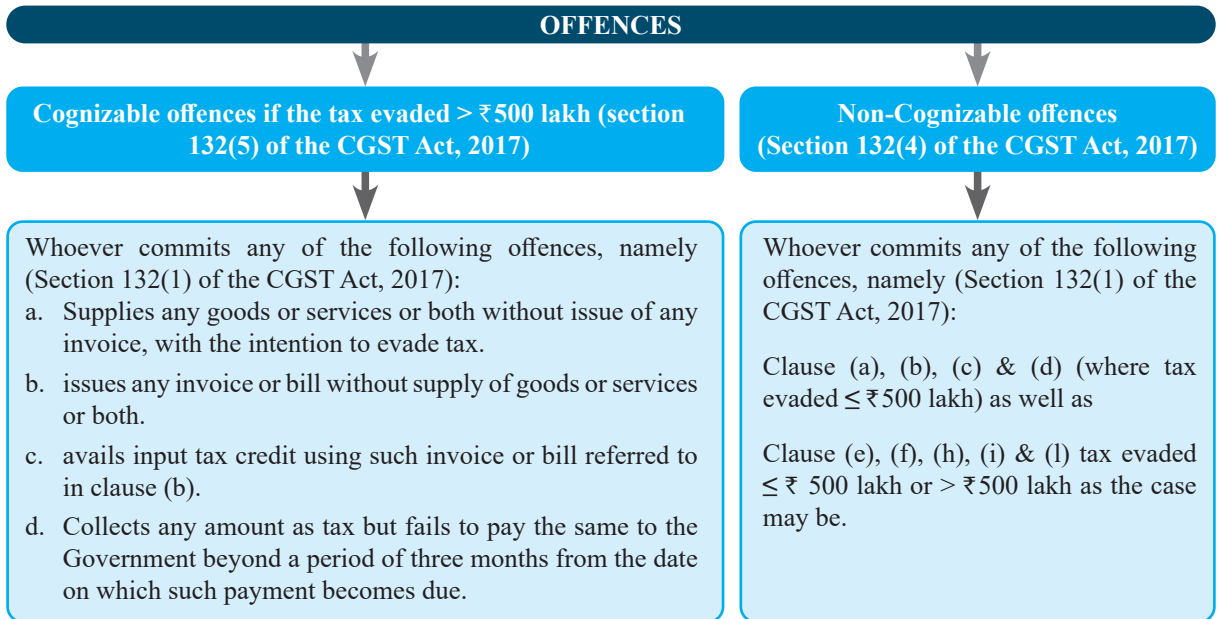 OFFENCES
Cognizable offences if the tax evaded > ₹500 lakh (section
132(5) of the CGST Act, 2017)
Non-Cognizable offences
(Section 132(4) of the CGST Act, 2017)
Whoever commits any of the following offences, namely
(Section 132(1) of the CGST Act, 2017):
a. Supplies any goods or services or both without issue of any
invoice, with the intention to evade tax.
b. issues any invoice or bill without supply of goods or services
or both.
c. avails input tax credit using such invoice or bill referred to
in clause (b).
d. Collects any amount as tax but fails to pay the same to the
Government beyond a period of three months from the date
on which such payment becomes due.
Whoever commits any of the following
offences, namely (Section 132(1) of the
CGST Act, 2017):
Clause (a), (b), (c) & (d) (where tax
evaded ≤ ₹500 lakh) as well as
Clause (e), (f), (h), (i) & (l) tax evaded
≤ ₹ 500 lakh or > ₹500 lakh as the case
may be.